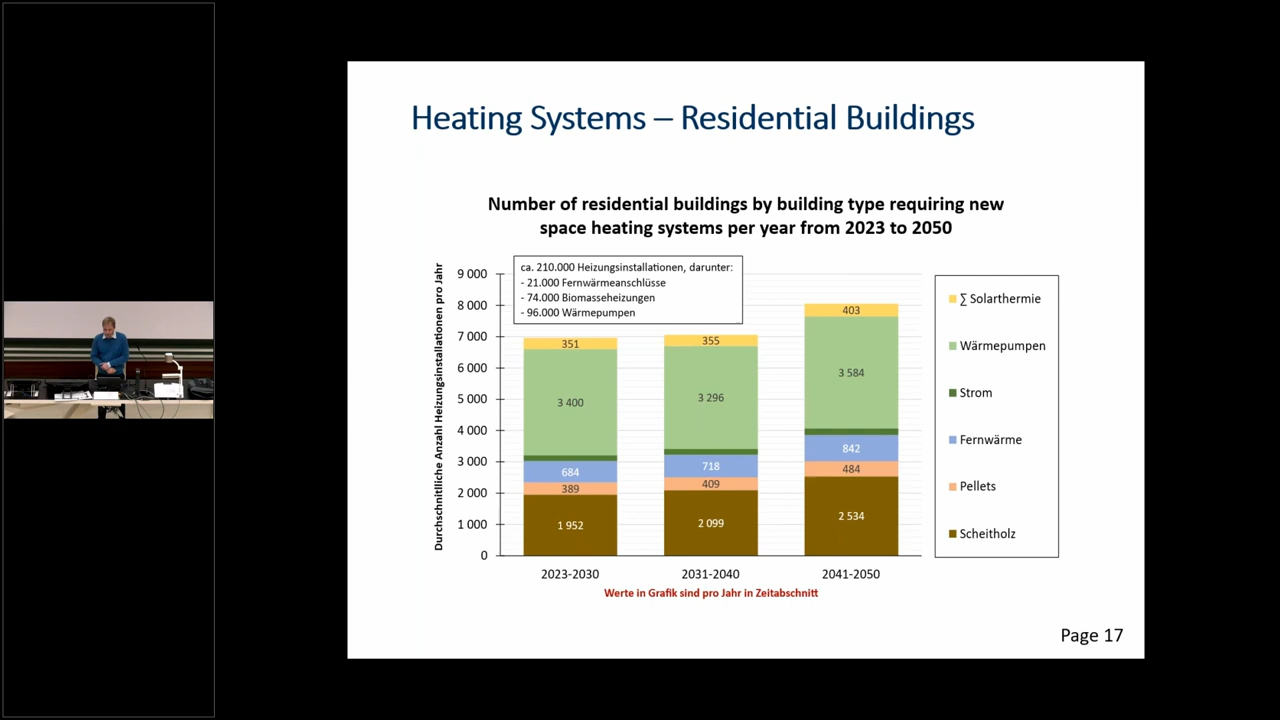 Heating Systems – Residential Buildings
Number of residential buildings by building type requiring new
space heating systems per year from 2023 to 2050
Durchschnittliche Anzahl Heizungsinstallationen pro Jahr
9 000
8 000
7 000
6 000
5 000
4 000
3 000
2 000
1 000
0
ca. 210.000 Heizungsinstallationen, darunter:
- 21.000 Fernwärmeanschlüsse
- 74.000 Biomasseheizungen
- 96.000 Wärmepumpen
351
3 400
684
389
1 952
355
3 296
718
409
2 099
403
3 584
842
484
2 534
2023-2030
2031-2040
2041-2050
∑ Solarthermie
Wärmepumpen
Strom
Fernwärme
Pellets
Scheitholz
Werte in Grafik sind pro Jahr in Zeitabschnitt
Page 17